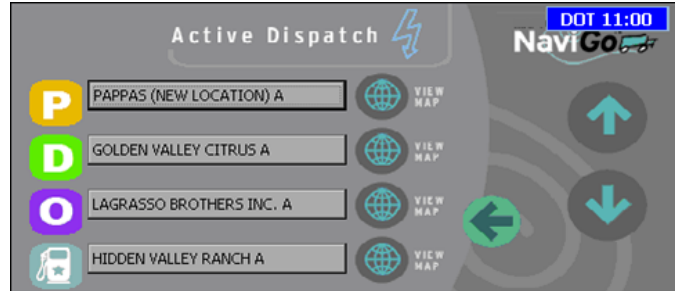 Active Dispatch
DOT 11:00
NaviGo
P
PAPPAS (NEW LOCATION) A
VIEW
MAP
D
GOLDEN VALLEY CITRUS A
VIEW
MAP
O
LAGRASSO BROTHERS INC. A
VIEW
MAP
HIDDEN VALLEY RANCH A
VIEW
MAP